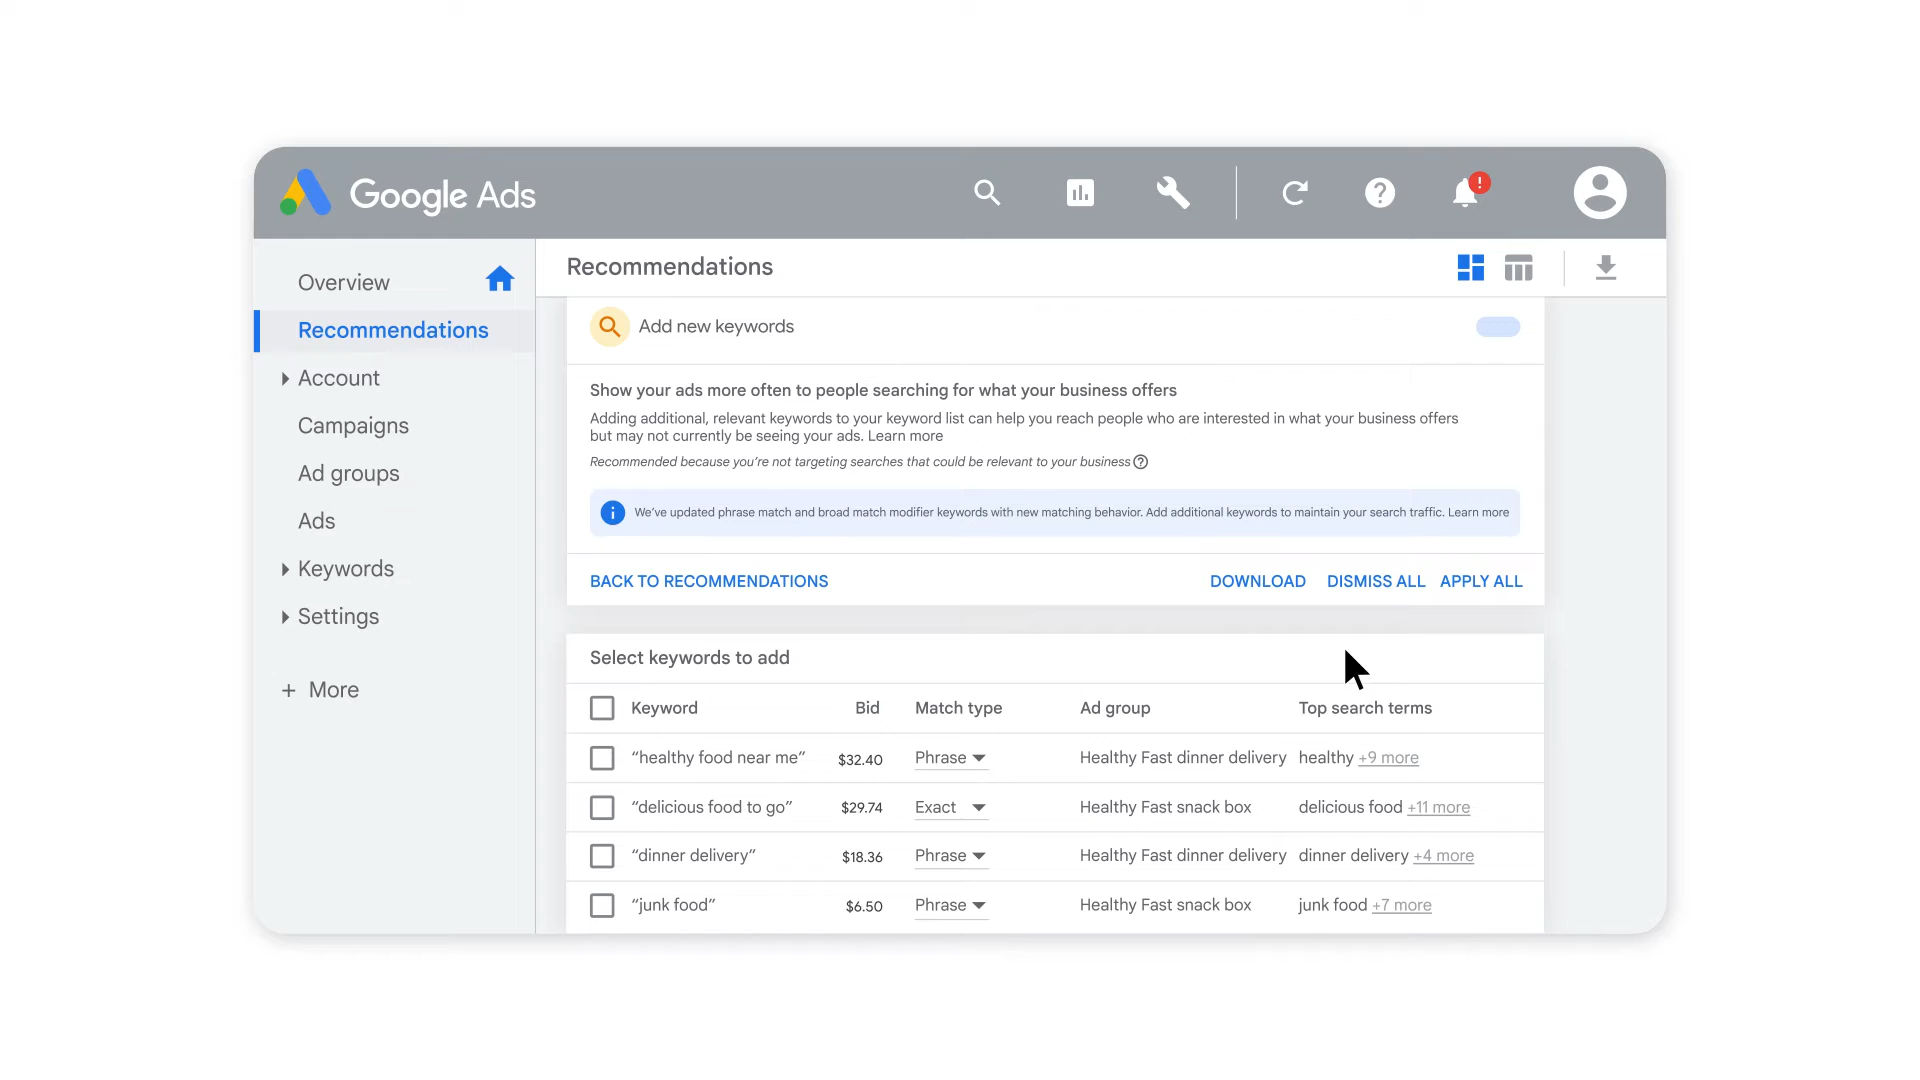 Google Ads
!
Overview
Recommendations
Account
Campaigns
Ad groups
Ads
Keywords
Settings
+ More
Recommendations
Add new keywords
Show your ads more often to people searching for what your business offers
Adding additional, relevant keywords to your keyword list can help you reach people who are interested in what your business offers
but may not currently be seeing your ads. Learn more
Recommended because you're not targeting searches that could be relevant to your business
We've updated phrase match and broad match modifier keywords with new matching behavior. Add additional keywords to maintain your search traffic. Learn more
BACK TO RECOMMENDATIONS DOWNLOAD DISMISS ALL APPLY ALL
Select keywords to add
Keyword Bid Match type Ad group Top search terms
“healthy food near me” $32.40 Phrase Healthy Fast dinner delivery healthy +9 more
“delicious food to go” $29.74 Exact Healthy Fast snack box delicious food +11 more
“dinner delivery” $18.36 Phrase Healthy Fast dinner delivery dinner delivery +4 more
“junk food” $6.50 Phrase Healthy Fast snack box junk food +7 more